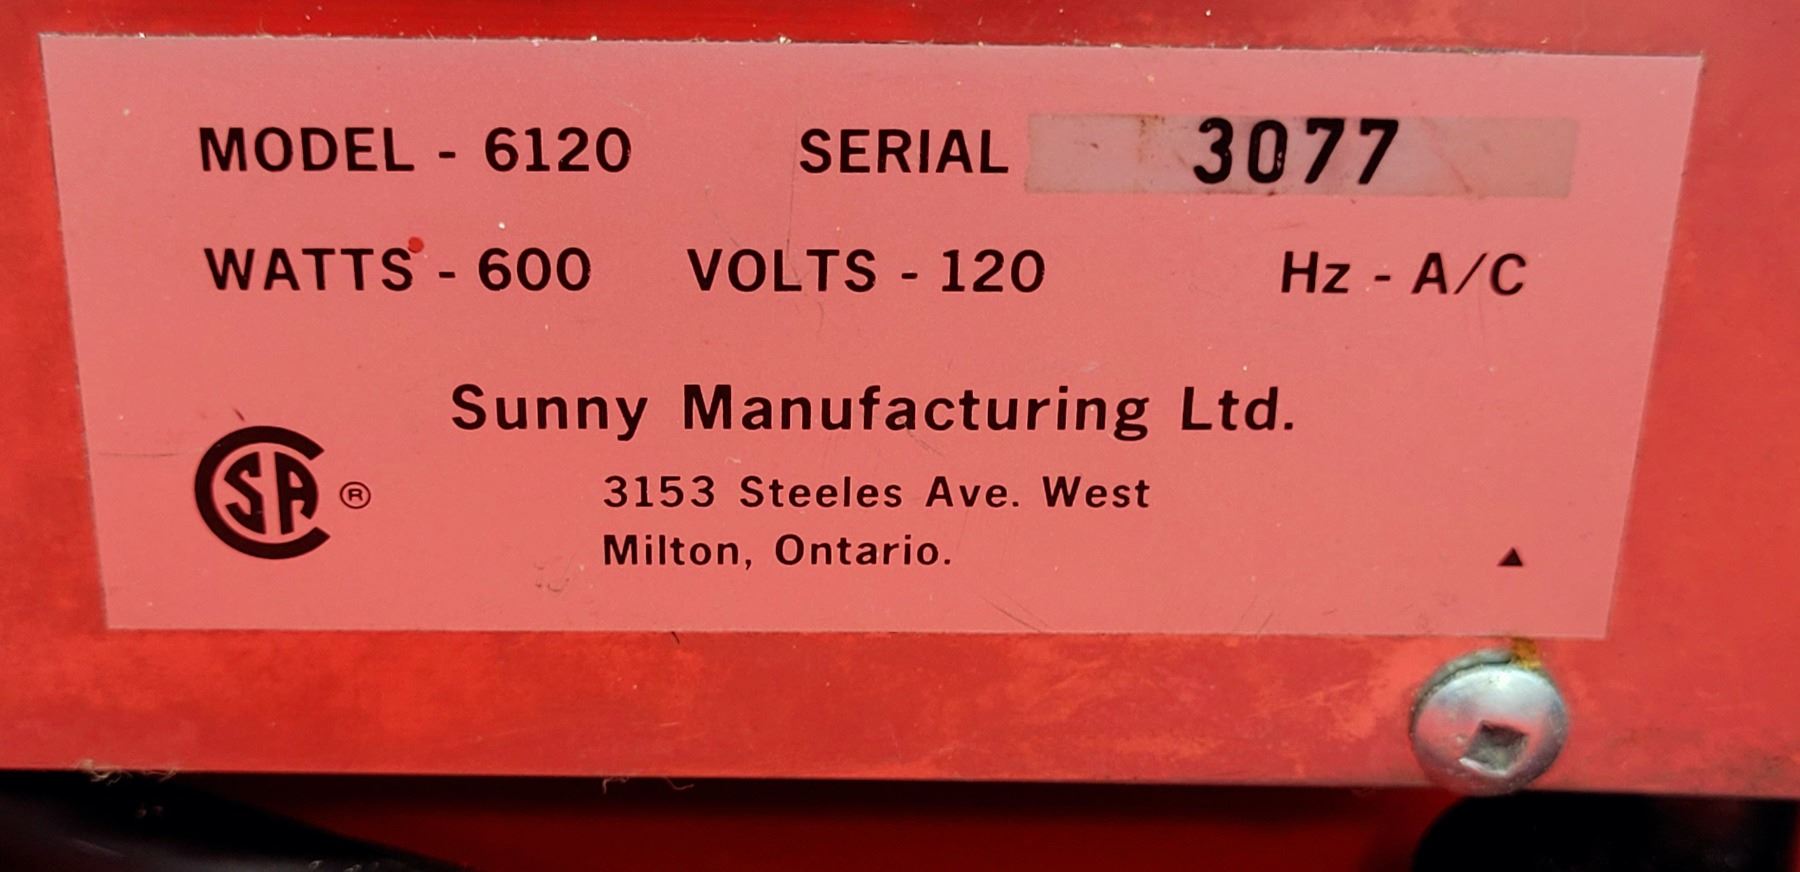 MODEL - 6120 SERIAL 3077
WATTS - 600 VOLTS - 120 Hz - A/C
Sunny Manufacturing Ltd.
CSA ®
3153 Steeles Ave. West
Milton, Ontario.